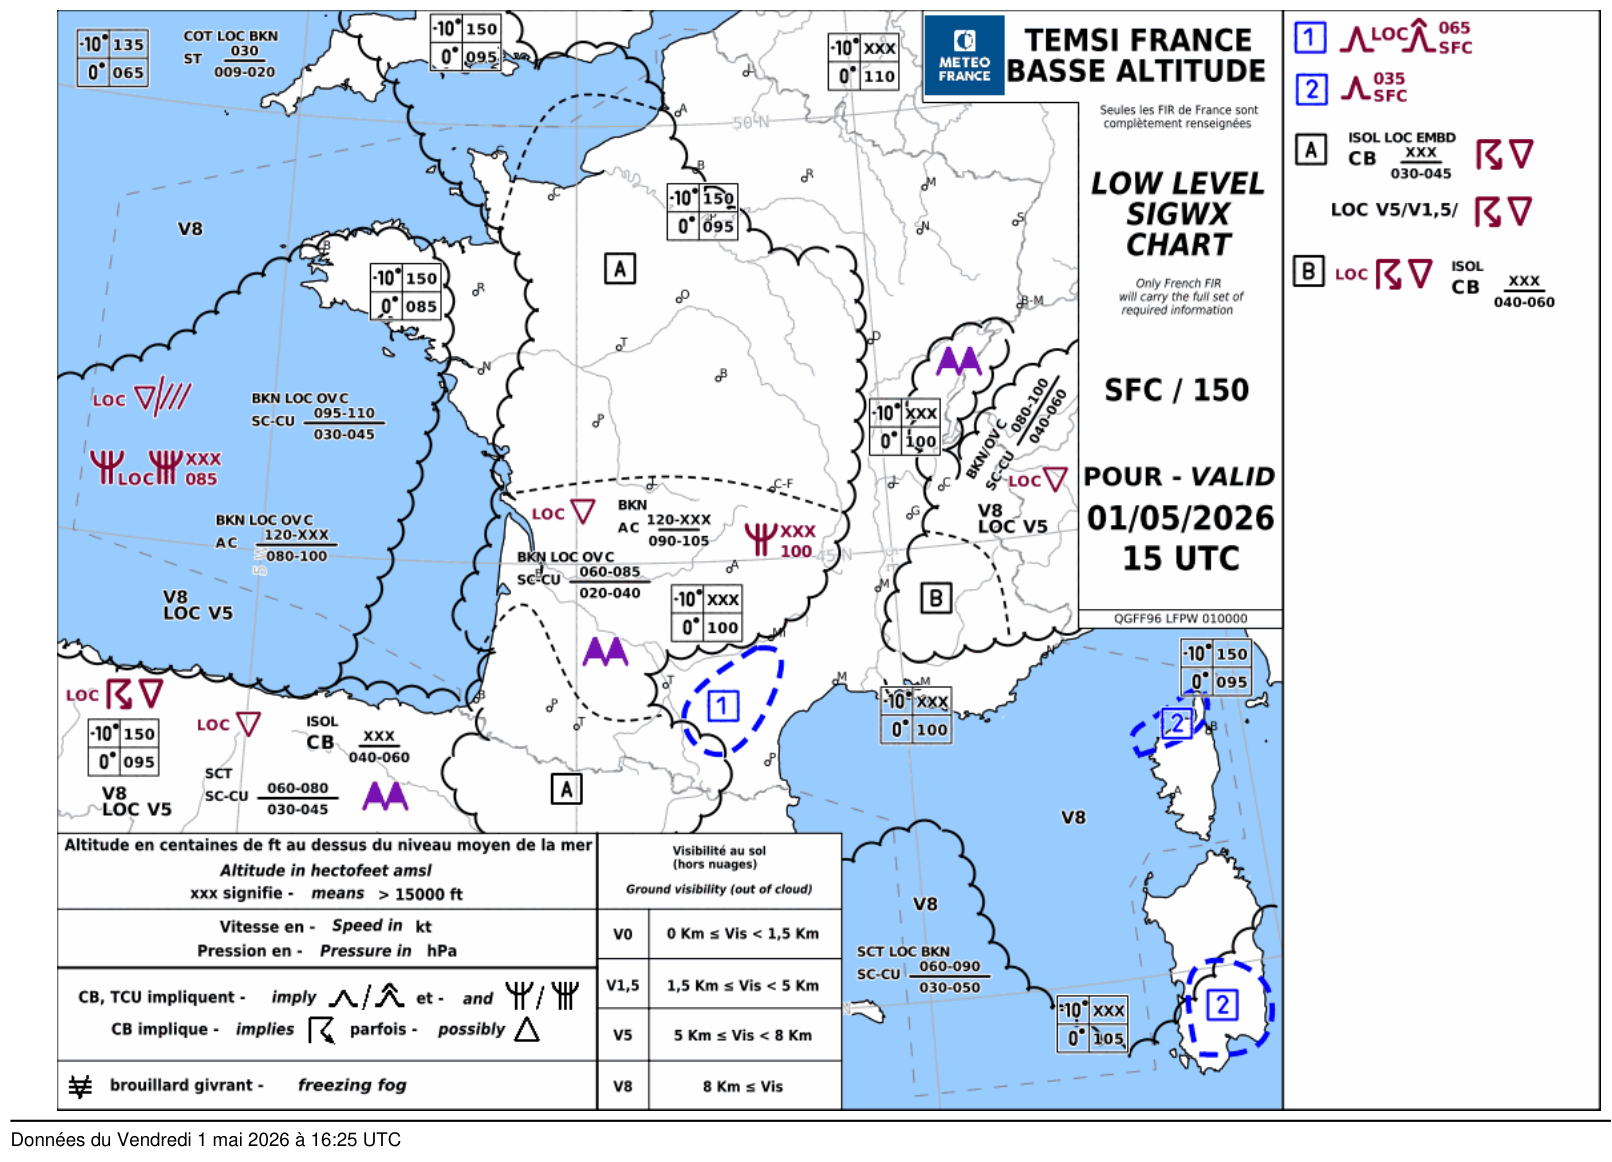 -10° 135
0° 065
COT LOC BKN
ST 030
009-020
-10° 150
0° 095
-10° XXX
0° 110
METEO
FRANCE
TEMSI FRANCE
BASSE ALTITUDE
Seules les FIR de France sont
complètement renseignées
LOW LEVEL
SIGWX
CHART
Only French FIR
will carry the full set of
required information
SFC / 150
POUR - VALID
01/05/2026
15 UTC
QGFF96 LFPW 010000
1 LOC 065
SFC
2 035
SFC
A ISOL LOC EMBD
CB XXX
030-045
LOC V5/V1,5/
B LOC ISOL
CB XXX
040-060
50°N
L
A
C
B
R
M
C
-10° 150
0° 095
S
N
V8
B
A
-10° 150
0° 085
R
O
B-M
T
D
N
B
P
LOC
BKN LOC OVC
SC-CU 095-110
030-045
LOC XXX
085
BKN LOC OVC
AC 120-XXX
080-100
V8
LOC V5
-10° XXX
0° 100
BKN/OVC
SC-CU 080-100
040-060
LOC
V8
LOC V5
L
C-F
L
C
G
LOC
BKN
AC 120-XXX
090-105
XXX
100
45°N
BKN LOC OVC
SC-CU 060-085
020-040
B
A
M
B
-10° XXX
0° 100
M
1
T
M
M
N
-10° XXX
0° 100
-10° 150
0° 095
2
B
A
LOC
-10° 150
0° 095
V8
LOC V5
LOC
ISOL
CB XXX
040-060
SCT
SC-CU 060-080
030-045
B
P
T
P
A
V8
V8
SCT LOC BKN
SC-CU 060-090
030-050
-10° XXX
0° 105
2
Altitude en centaines de ft au dessus du niveau moyen de la mer
Altitude in hectofeet amsl
xxx signifie - means > 15000 ft
Vitesse en - Speed in kt
Pression en - Pressure in hPa
CB, TCU impliquent - imply / et - and /
CB implique - implies parfois - possibly
brouillard givrant - freezing fog
Visibilité au sol
(hors nuages)
Ground visibility (out of cloud)
V0 0 Km ≤ Vis < 1,5 Km
V1,5 1,5 Km ≤ Vis < 5 Km
V5 5 Km ≤ Vis < 8 Km
V8 8 Km ≤ Vis
Données du Vendredi 1 mai 2026 à 16:25 UTC